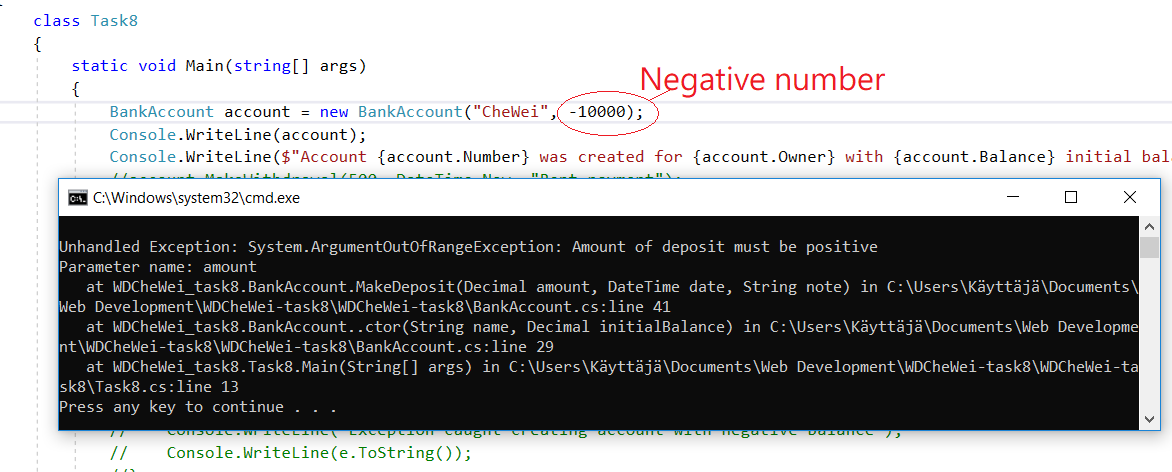 class Task8
{
static void Main(string[] args)
Negative number
{
BankAccount account = new BankAccount("CheWei", -10000);
Console.WriteLine(account);
Console.WriteLine($"Account {account.Number} was created for {account.Owner} with {account.Balance} initial bal
//account.MakeWithdrawal(500, DateTime.Now, "Rent payment");
C:\Windows\system32\cmd.exe
Unhandled Exception: System.ArgumentOutOfRangeException: Amount of deposit must be positive
Parameter name: amount
at WDCheWei_task8.BankAccount.MakeDeposit(Decimal amount, DateTime date, String note) in C:\Users\Käyttäjä\Documents\
Web Development\WDCheWei-task8\WDCheWei-task8\BankAccount.cs:line 41
at WDCheWei_task8.BankAccount..ctor(String name, Decimal initialBalance) in C:\Users\Käyttäjä\Documents\Web Developme
nt\WDCheWei-task8\WDCheWei-task8\BankAccount.cs:line 29
at WDCheWei_task8.Task8.Main(String[] args) in C:\Users\Käyttäjä\Documents\Web Development\WDCheWei-task8\WDCheWei-ta
sk8\Task8.cs:line 13
Press any key to continue . . .
// Console.WriteLine("Exception caught creating account with negative balance");
// Console.WriteLine(e.ToString());
//}